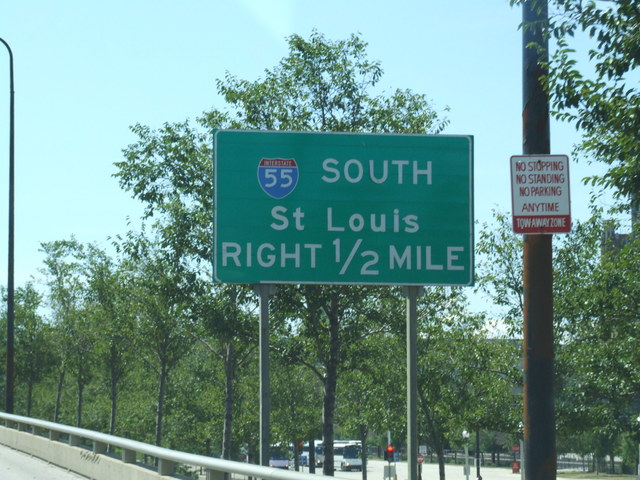 INTERSTATE
55
SOUTH
St Louis
RIGHT 1/2 MILE
NO STOPPING
NO STANDING
NO PARKING
ANYTIME
TOW AWAY ZONE